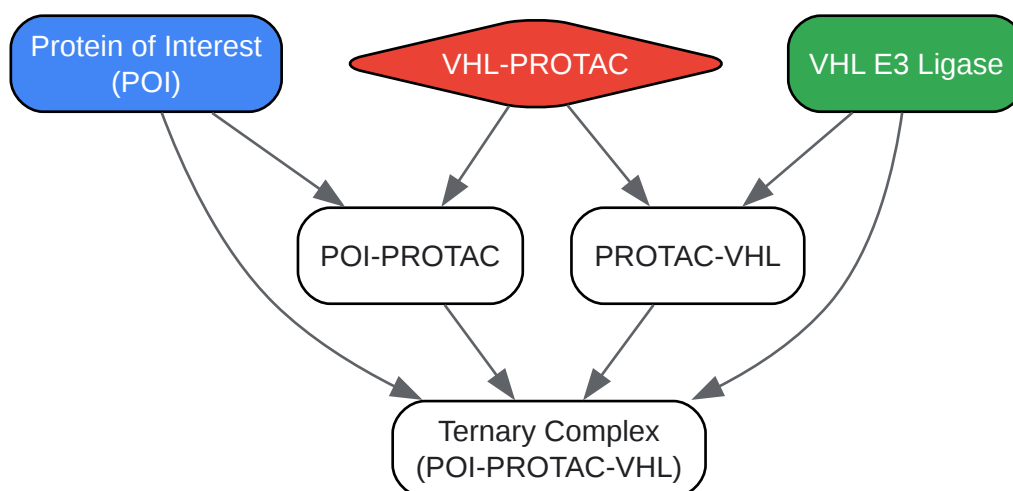 Protein of Interest
(POI)
VHL-PROTAC
VHL E3 Ligase
POI-PROTAC
PROTAC-VHL
Ternary Complex
(POI-PROTAC-VHL)